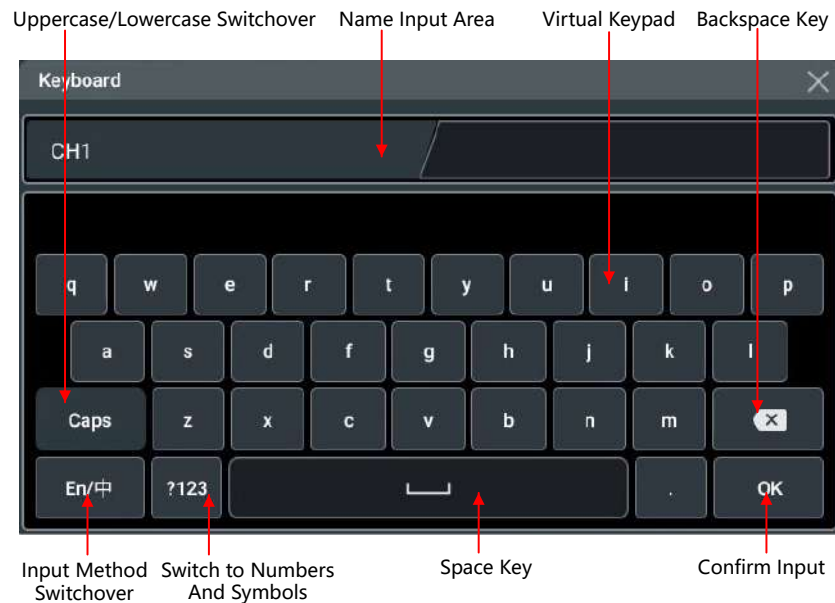 Uppercase/Lowercase Switchover Name Input Area Virtual Keypad Backspace Key
Keyboard
CH1
q w e r t y u i o p
a s d f g h j k l
Caps z x c v b n m
En/中 ?123 . OK
Input Method Switchover
Switch to Numbers And Symbols
Space Key
Confirm Input